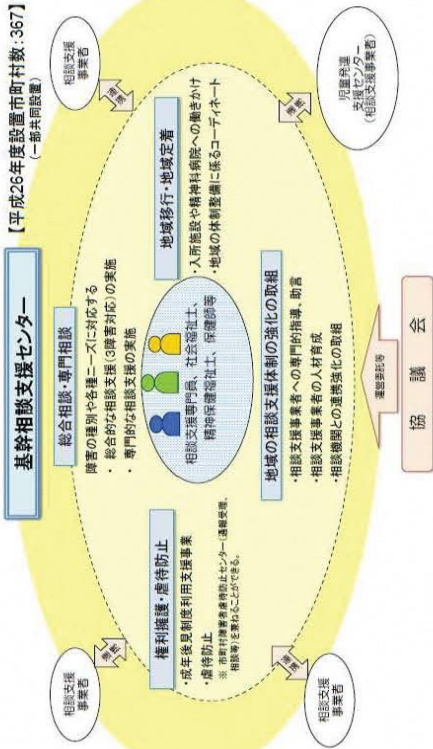 基幹相談支援センター
【平成26年度設置市町村数:367】
(一部共同設置)
総合相談・専門相談
障害の種別や各種ニーズに対応する
・ 総合的な相談支援(3障害対応)の実施
・ 専門的な相談支援の実施
権利擁護・虐待防止
・成年後見制度利用支援事業
・虐待防止
※ 市町村障害者虐待防止センター(通報受理、
相談等)を兼ねることができる。
相談支援専門員、社会福祉士、
精神保健福祉士、保健師等
地域移行・地域定着
・入所施設や精神科病院への働きかけ
・地域の体制整備に係るコーディネート
地域の相談支援体制の強化の取組
・相談支援事業者への専門的指導、助言
・相談支援事業者の人材育成
・相談機関との連携強化の取組
相談支援
事業者
連携
相談支援
事業者
連携
相談支援
事業者
連携
児童発達
支援センター
(相談支援事業者)
連携
運営委託等
協 議 会